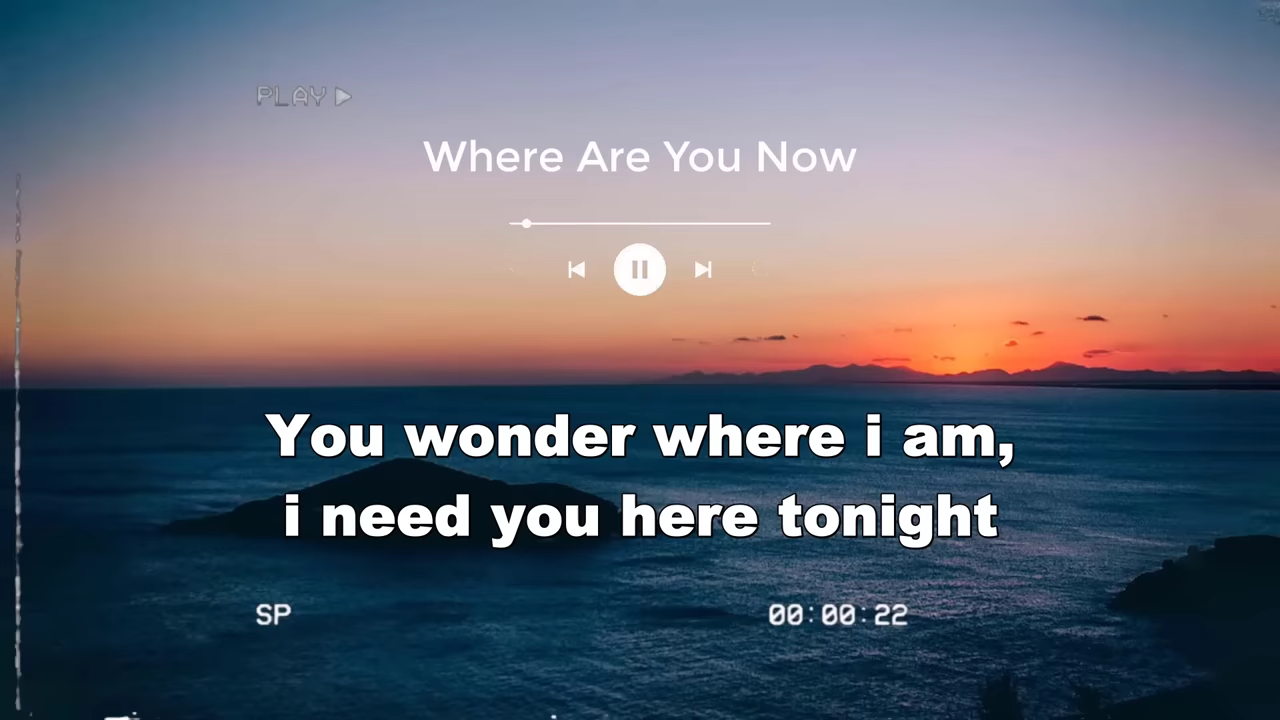 PLAY
Where Are You Now
You wonder where i am,
i need you here tonight
SP
00:00:22